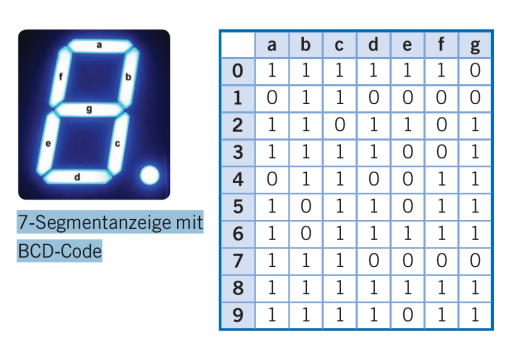 a
f
b
g
e
c
d
7-Segmentanzeige mit
BCD-Code
a b c d e f g
0 1 1 1 1 1 1 0
1 0 1 1 0 0 0 0
2 1 1 0 1 1 0 1
3 1 1 1 1 0 0 1
4 0 1 1 0 0 1 1
5 1 0 1 1 0 1 1
6 1 0 1 1 1 1 1
7 1 1 1 0 0 0 0
8 1 1 1 1 1 1 1
9 1 1 1 1 0 1 1